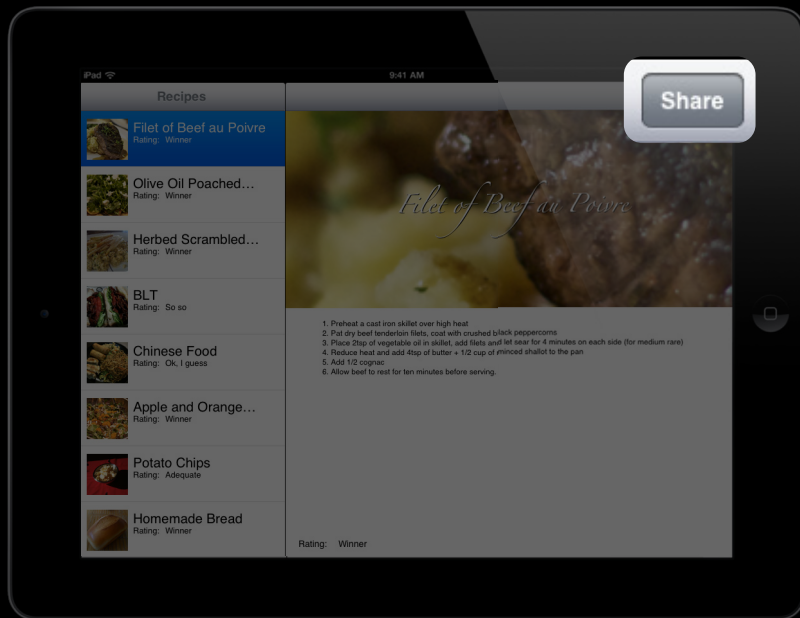 iPad
9:41 AM
Share
Recipes
Filet of Beef au Poivre
Rating: Winner
Olive Oil Poached…
Rating: Winner
Herbed Scrambled…
Rating: Winner
BLT
Rating: So so
Chinese Food
Rating: Ok, I guess
Apple and Orange…
Rating: Winner
Potato Chips
Rating: Adequate
Homemade Bread
Rating: Winner
Filet of Beef au Poivre
1. Preheat a cast iron skillet over high heat
2. Pat dry beef tenderloin filets, coat with crushed black peppercorns
3. Place 2tsp of vegetable oil in skillet, add filets and let sear for 4 minutes on each side (for medium rare)
4. Reduce heat and add 4tsp of butter + 1/2 cup of minced shallot to the pan
5. Add 1/2 cognac
6. Allow beef to rest for ten minutes before serving.
Rating: Winner